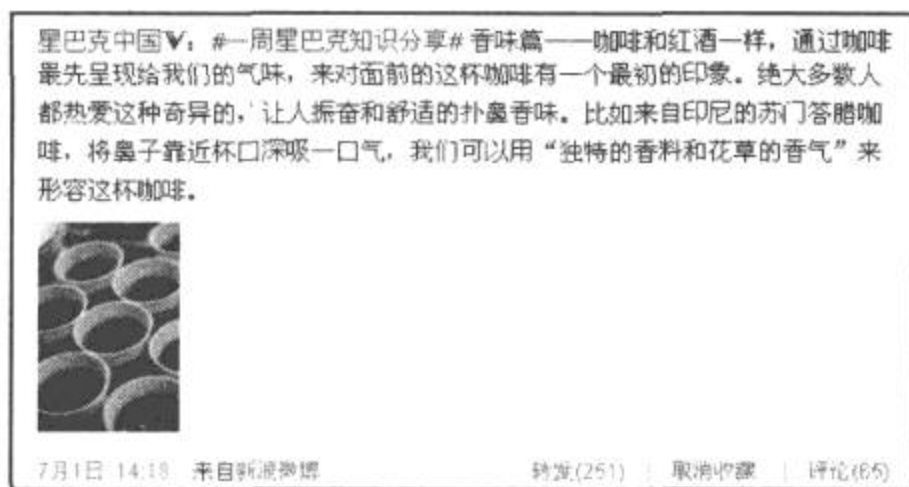 星巴克中国V：#一周星巴克知识分享#香味篇——咖啡和红酒一样，通过咖啡
最先呈现给我们的气味，来对面前的这杯咖啡有一个最初的印象。绝大多数人
都热爱这种奇异的，让人振奋和舒适的扑鼻香味。比如来自印尼的苏门答腊咖
啡，将鼻子靠近杯口深吸一口气，我们可以用“独特的香料和花草的香气”来
形容这杯咖啡。
7月1日 14:18 来自新浪微博 转发(251) | 取消收藏 | 评论(65)